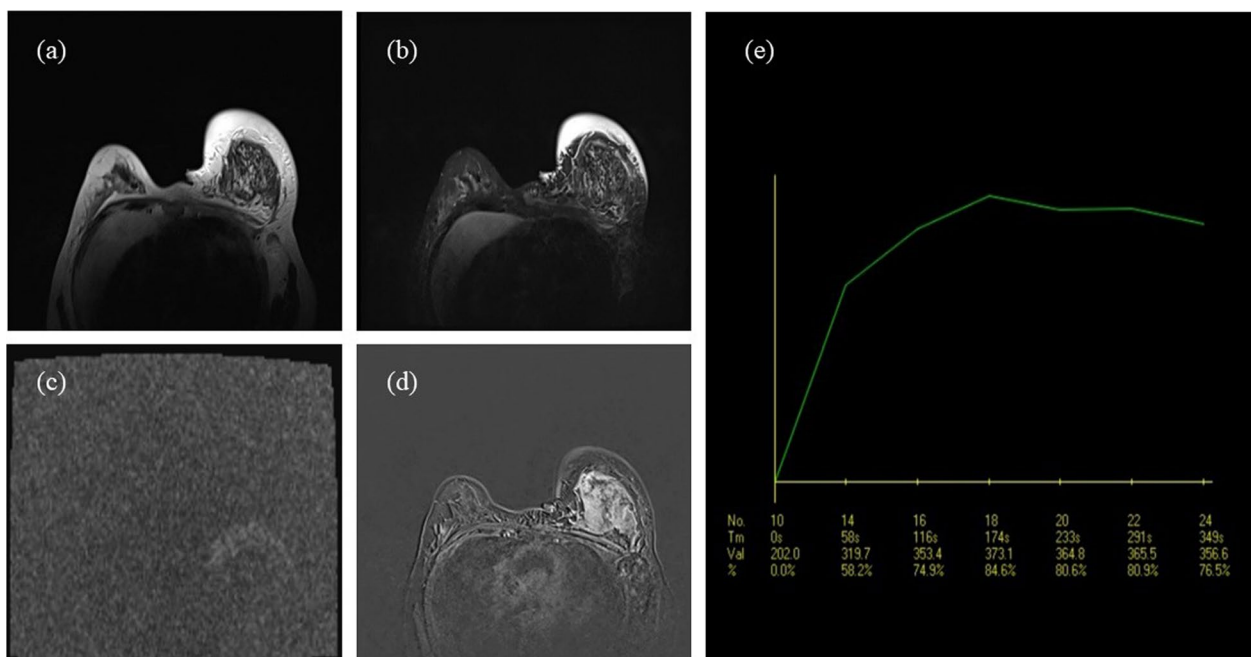 (a)
(b)
(c)
(d)
(e)
No. 10 14 16 18 20 22 24
Tm 0s 58s 116s 174s 233s 291s 349s
Val 202.0 319.7 353.4 373.1 364.8 365.5 356.6
% 0.0% 58.2% 74.9% 84.6% 80.6% 80.9% 76.5%